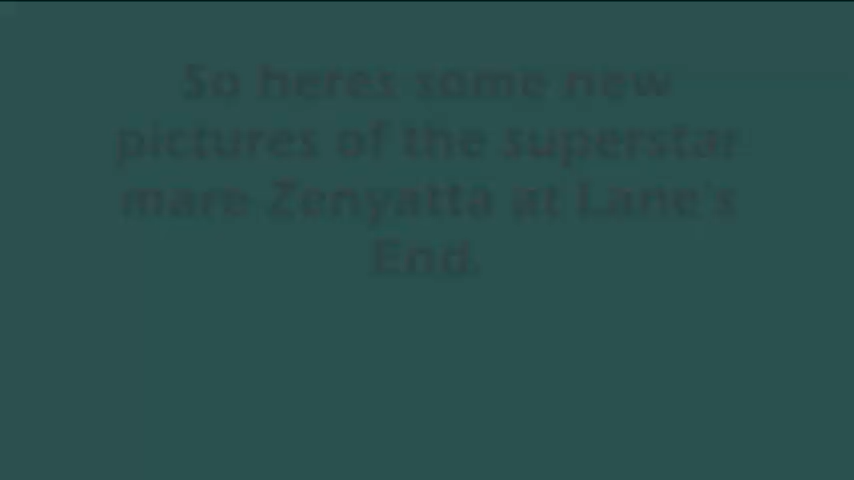 So heres some new
pictures of the superstar
mare Zenyatta at Lane's
End.